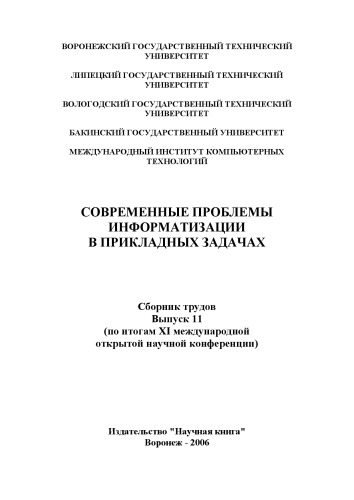 ВОРОНЕЖСКИЙ ГОСУДАРСТВЕННЫЙ ТЕХНИЧЕСКИЙ
УНИВЕРСИТЕТ
ЛИПЕЦКИЙ ГОСУДАРСТВЕННЫЙ ТЕХНИЧЕСКИЙ
УНИВЕРСИТЕТ
ВОЛОГОДСКИЙ ГОСУДАРСТВЕННЫЙ ТЕХНИЧЕСКИЙ
УНИВЕРСИТЕТ
БАКИНСКИЙ ГОСУДАРСТВЕННЫЙ УНИВЕРСИТЕТ
МЕЖДУНАРОДНЫЙ ИНСТИТУТ КОМПЬЮТЕРНЫХ
ТЕХНОЛОГИЙ
СОВРЕМЕННЫЕ ПРОБЛЕМЫ
ИНФОРМАТИЗАЦИИ
В ПРИКЛАДНЫХ ЗАДАЧАХ
Сборник трудов
Выпуск 11
(по итогам XI международной
открытой научной конференции)
Издательство "Научная книга"
Воронеж - 2006